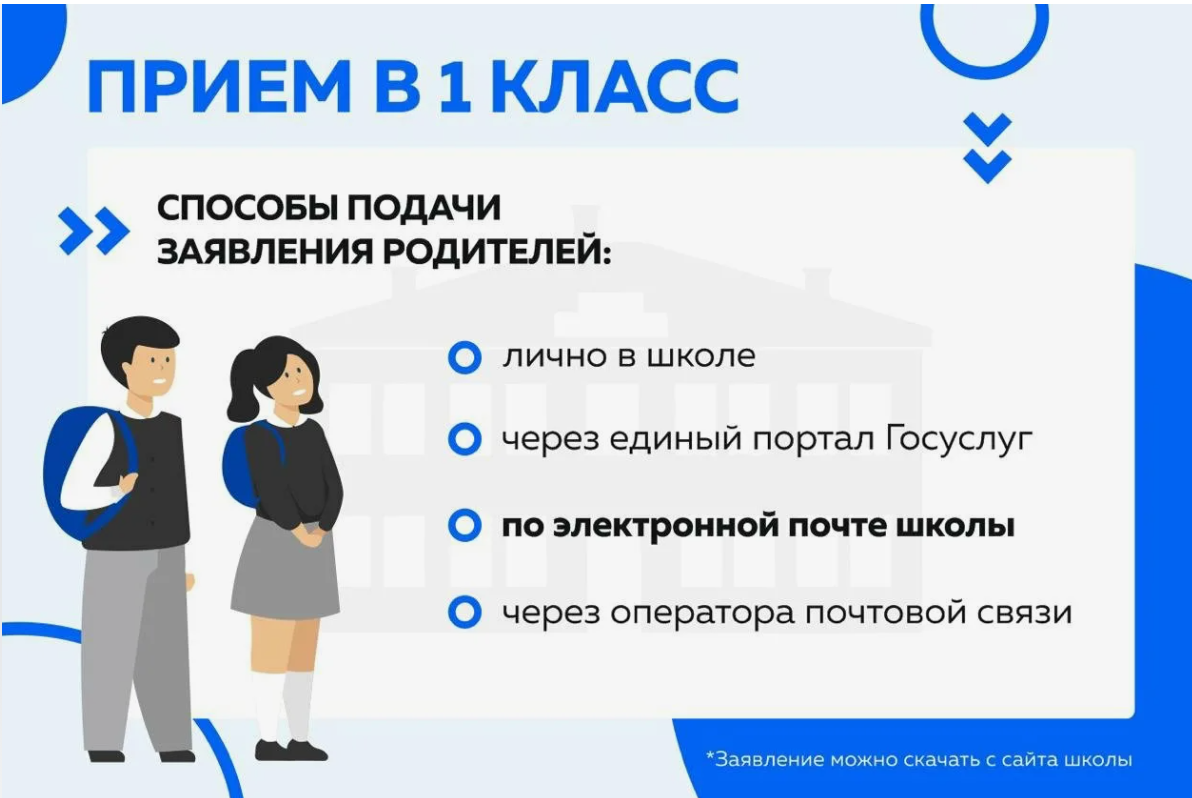 ПРИЕМ В 1 КЛАСС
СПОСОБЫ ПОДАЧИ
ЗАЯВЛЕНИЯ РОДИТЕЛЕЙ:
лично в школе
через единый портал Госуслуг
по электронной почте школы
через оператора почтовой связи
*Заявление можно скачать с сайта школы